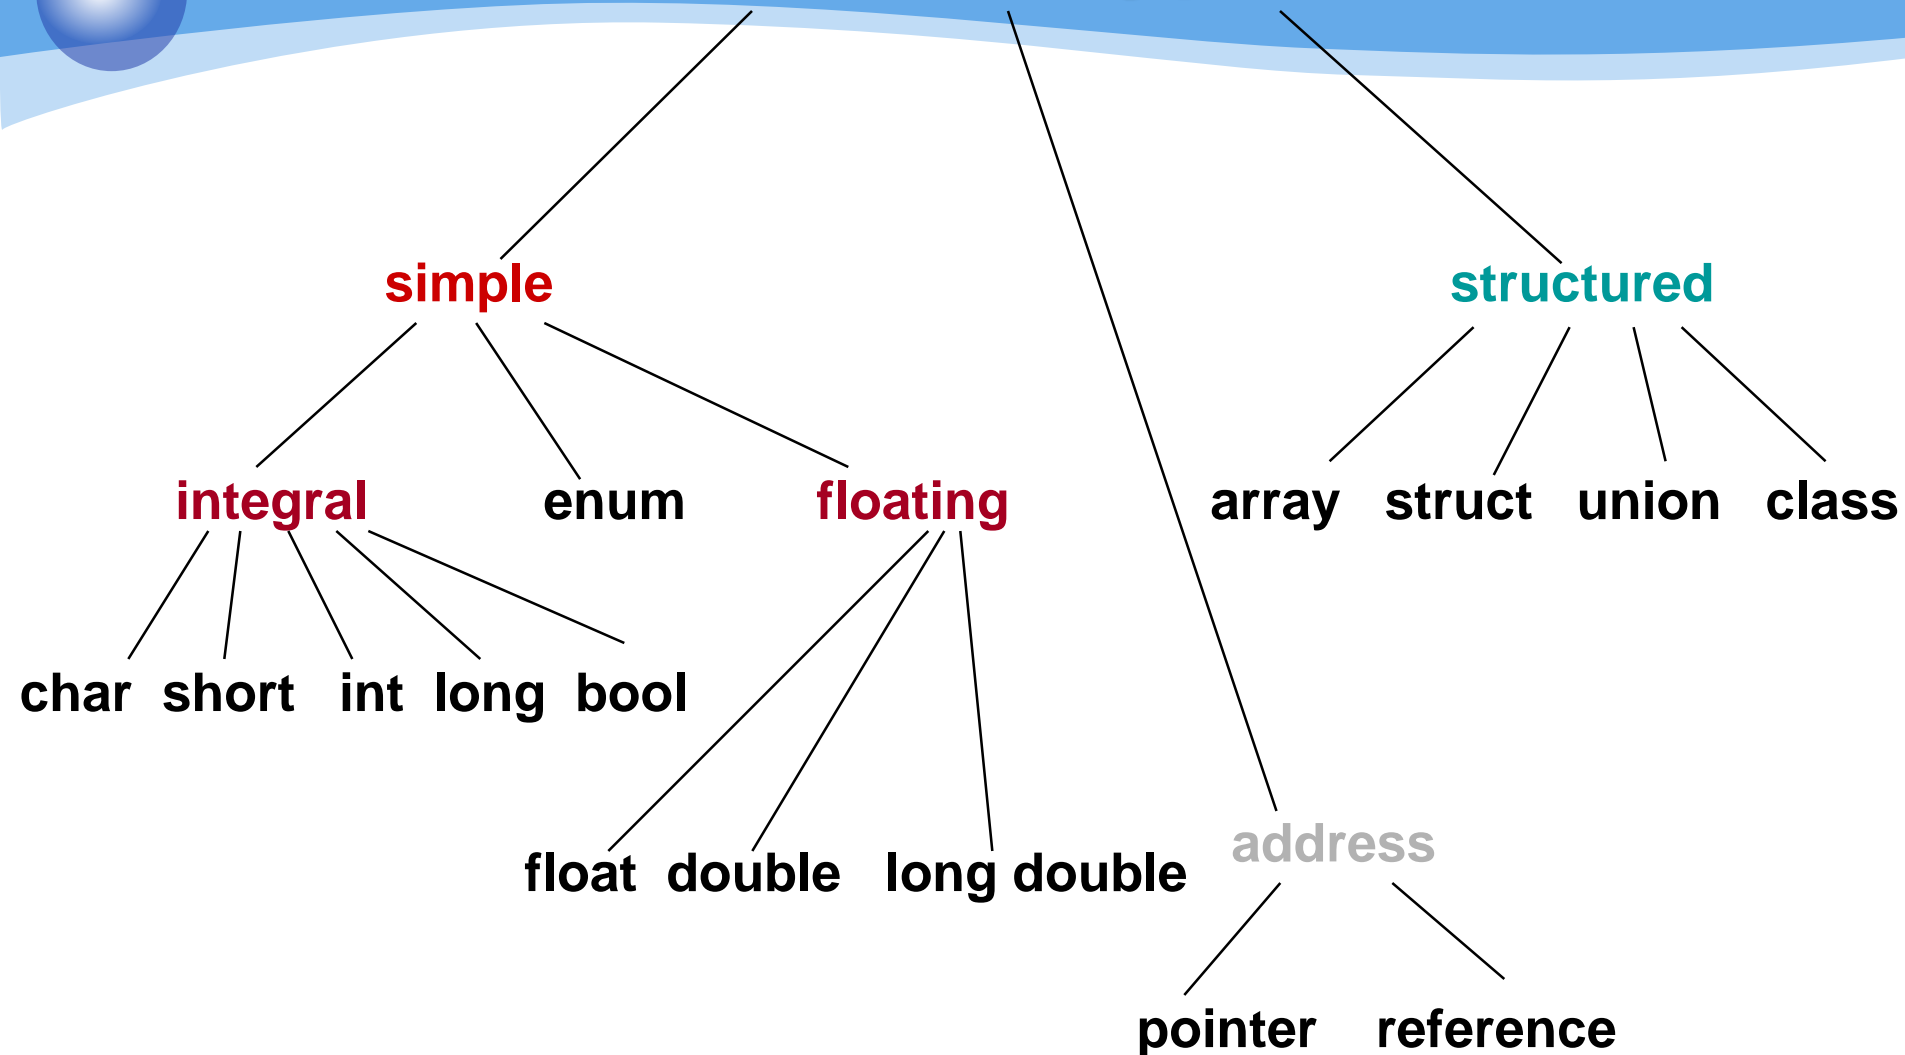 simple structured
integral enum floating array struct union class
char short int long bool
address
float double long double
pointer reference